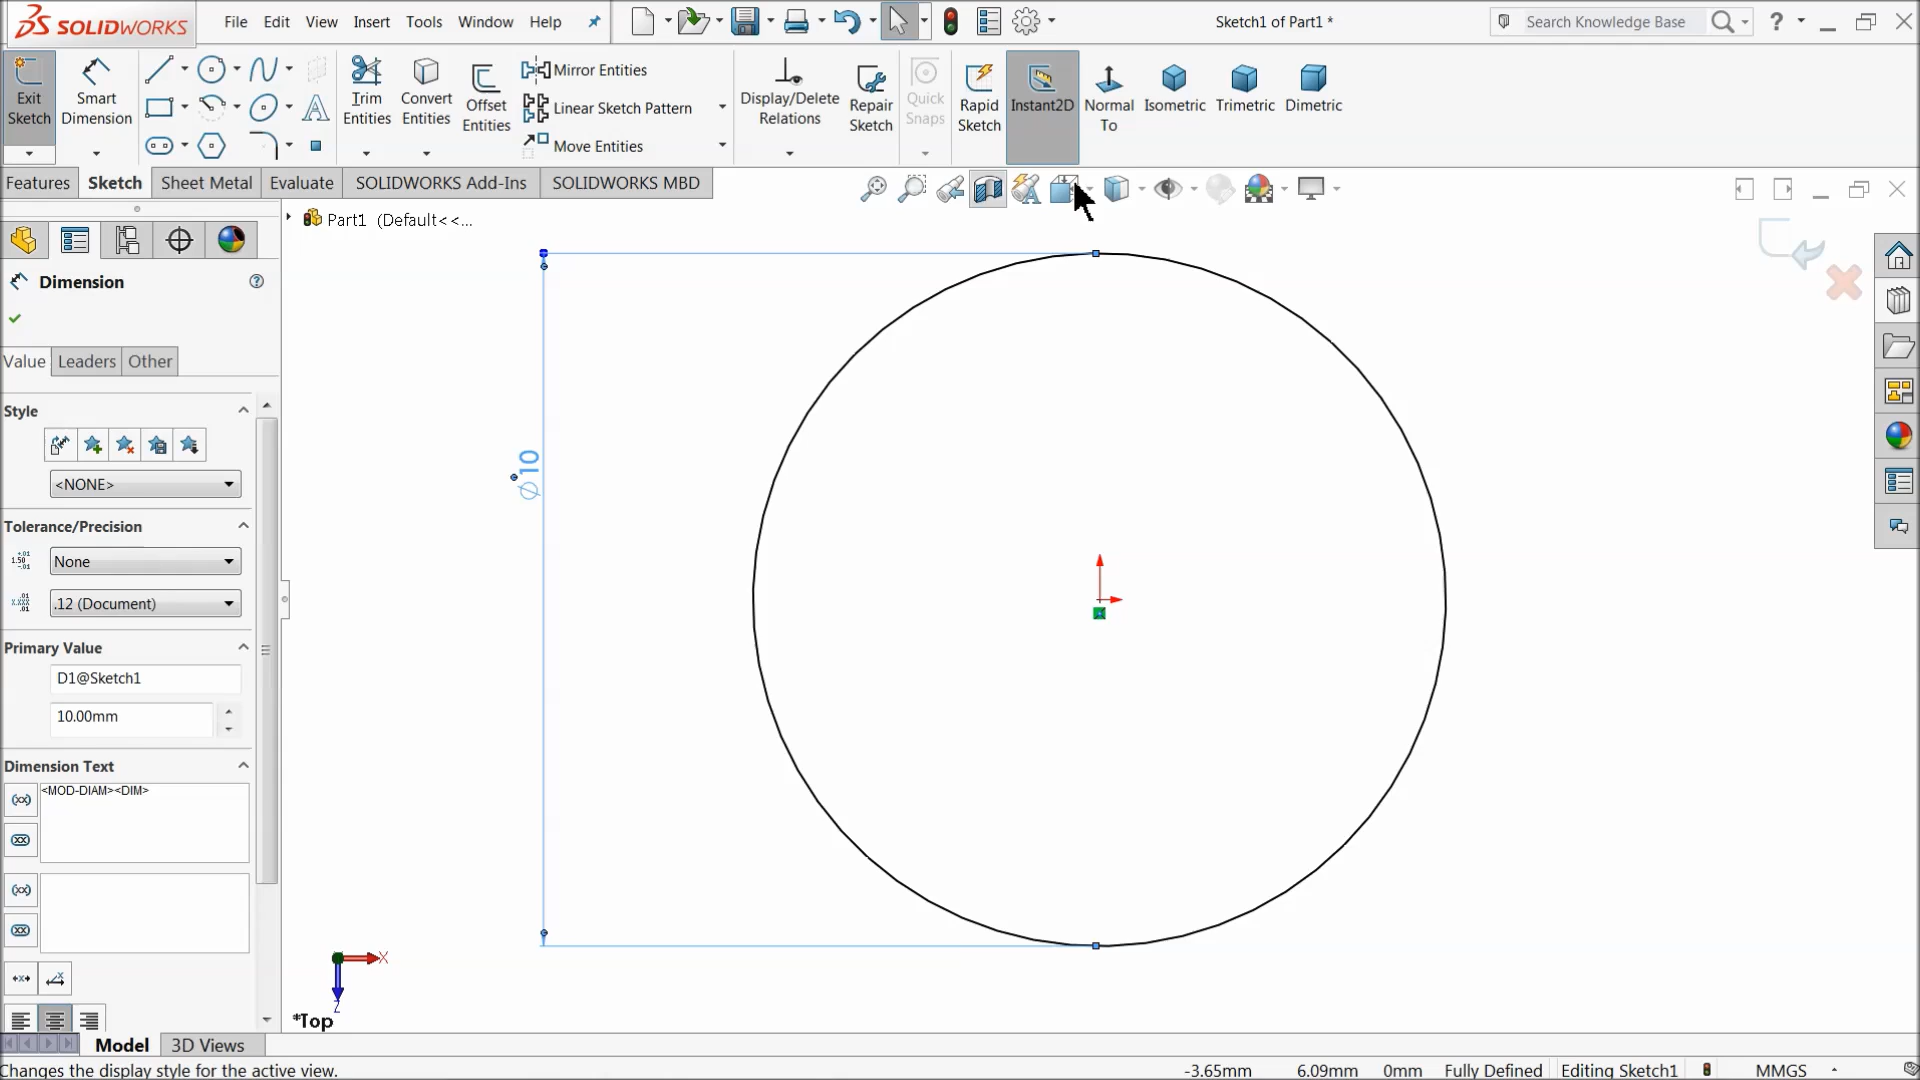 SOLIDWORKS File Edit View Insert Tools Window Help Sketch1 of Part1 * Search Knowledge Base ?
Exit Sketch
Smart Dimension
Trim Entities
Convert Entities
Offset Entities
Mirror Entities
Linear Sketch Pattern
Move Entities
Display/Delete Relations
Repair Sketch
Quick Snaps
Rapid Sketch
Instant2D
Normal To
Isometric
Trimetric
Dimetric
Features Sketch Sheet Metal Evaluate SOLIDWORKS Add-Ins SOLIDWORKS MBD
Part1 (Default<<...
Dimension
Value Leaders Other
Style
<NONE>
Tolerance/Precision
None
.12 (Document)
Primary Value
D1@Sketch1
10.00mm
Dimension Text
<MOD-DIAM><DIM>
∅10
X
Z
*Top
Model 3D Views
Changes the display style for the active view. -3.65mm 6.09mm 0mm Fully Defined Editing Sketch1 MMGS